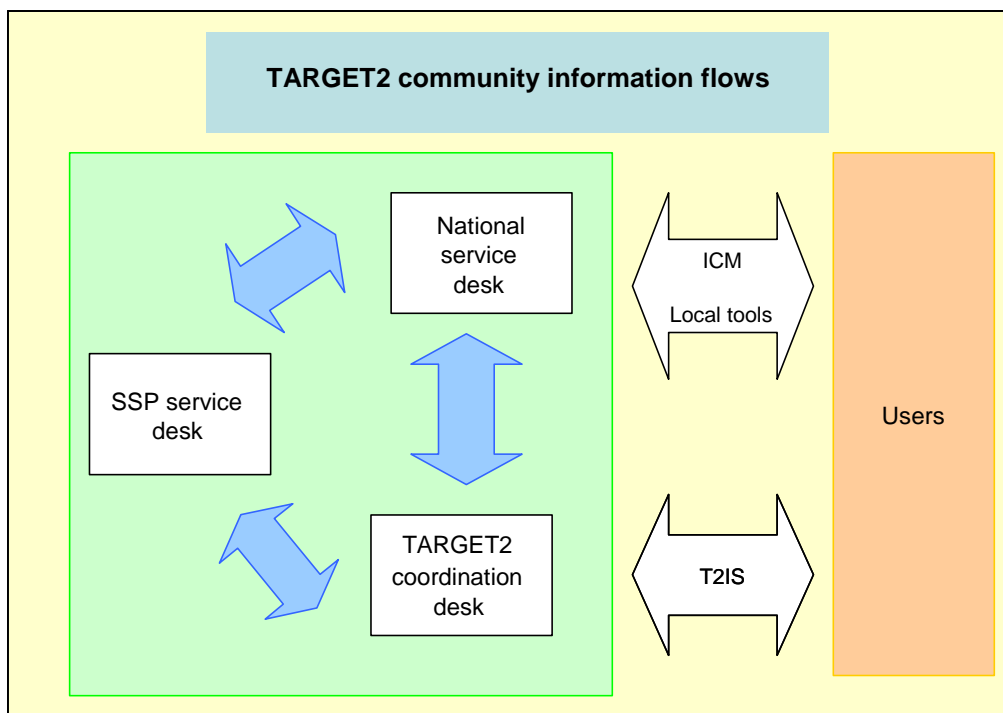 TARGET2 community information flows
National
service
desk
ICM
Local tools
SSP service
desk
Users
TARGET2
coordination
desk
T2IS